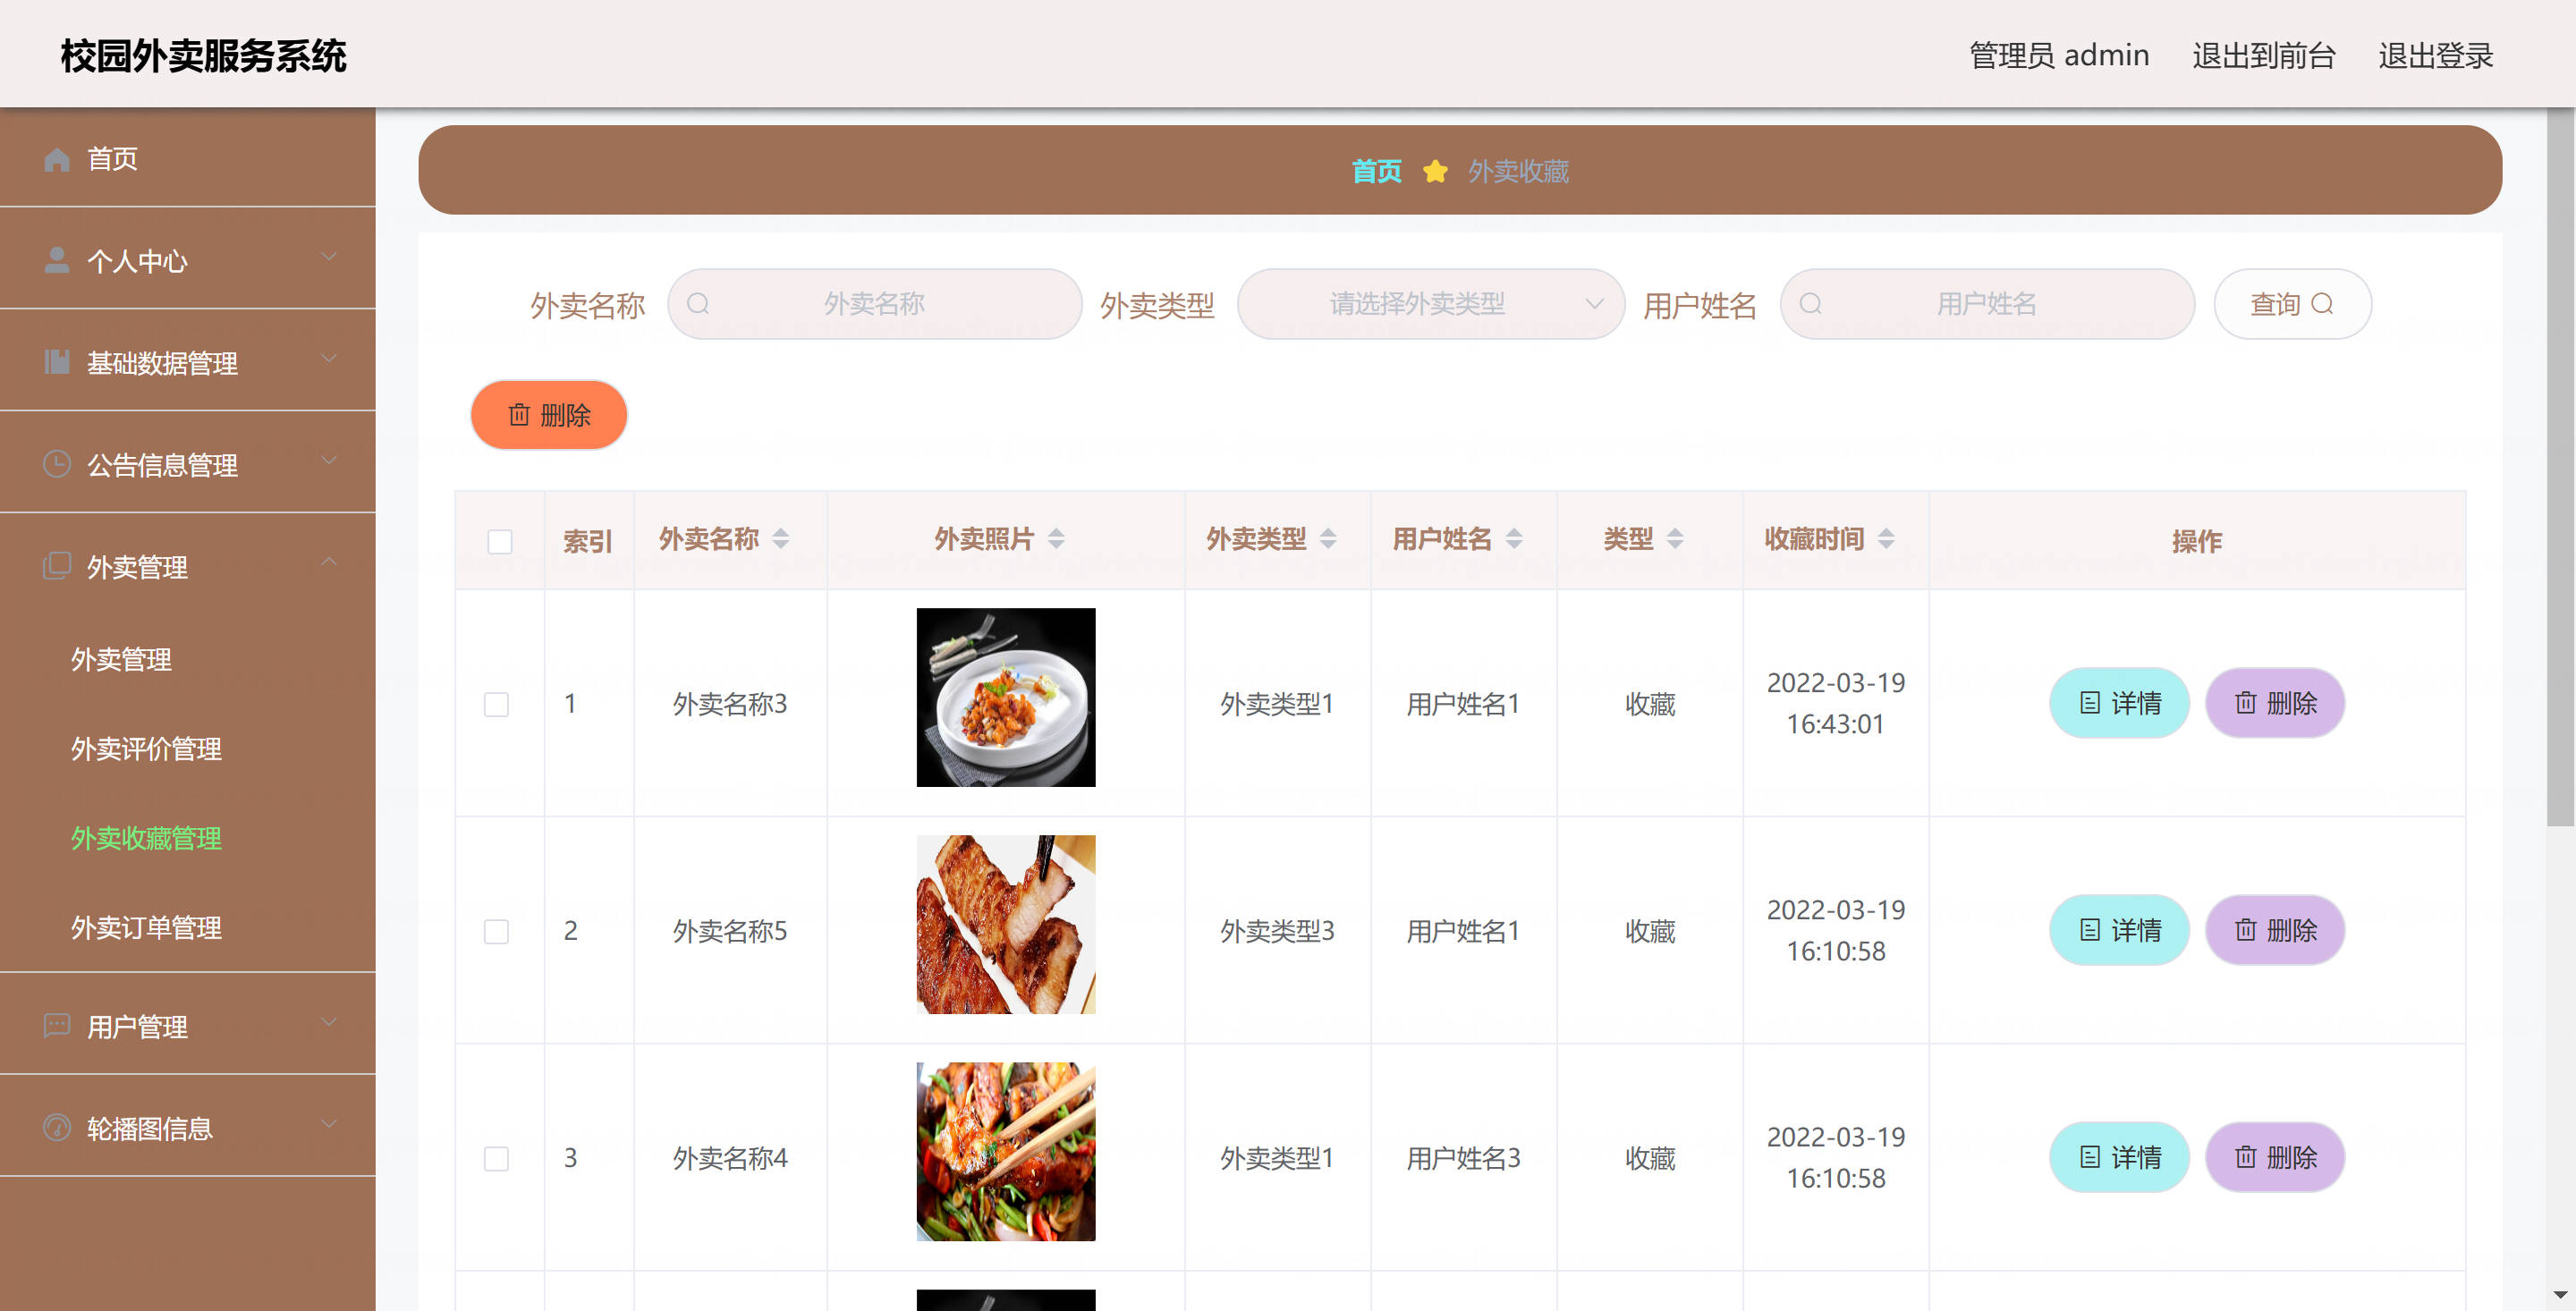 校园外卖服务系统
管理员 admin 退出到前台 退出登录
首页
个人中心
基础数据管理
公告信息管理
外卖管理
外卖管理
外卖评价管理
外卖收藏管理
外卖订单管理
用户管理
轮播图信息
首页 外卖收藏
外卖名称 外卖名称 外卖类型 请选择外卖类型 用户姓名 用户姓名 查询
删除
索引 外卖名称 外卖照片 外卖类型 用户姓名 类型 收藏时间 操作
1 外卖名称3 外卖类型1 用户姓名1 收藏 2022-03-19 16:43:01 详情 删除
2 外卖名称5 外卖类型3 用户姓名1 收藏 2022-03-19 16:10:58 详情 删除
3 外卖名称4 外卖类型1 用户姓名3 收藏 2022-03-19 16:10:58 详情 删除